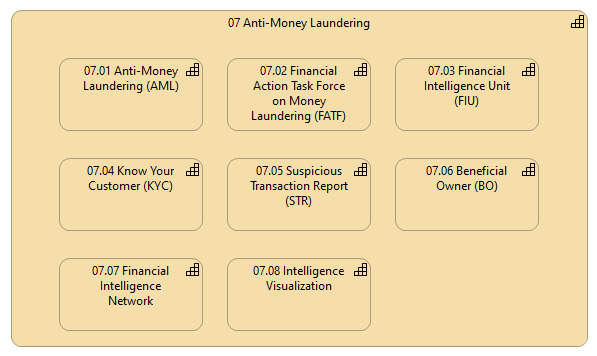 07 Anti-Money Laundering
07.01 Anti-Money
Laundering (AML)
07.02 Financial
Action Task Force
on Money
Laundering (FATF)
07.03 Financial
Intelligence Unit
(FIU)
07.04 Know Your
Customer (KYC)
07.05 Suspicious
Transaction Report
(STR)
07.06 Beneficial
Owner (BO)
07.07 Financial
Intelligence
Network
07.08 Intelligence
Visualization